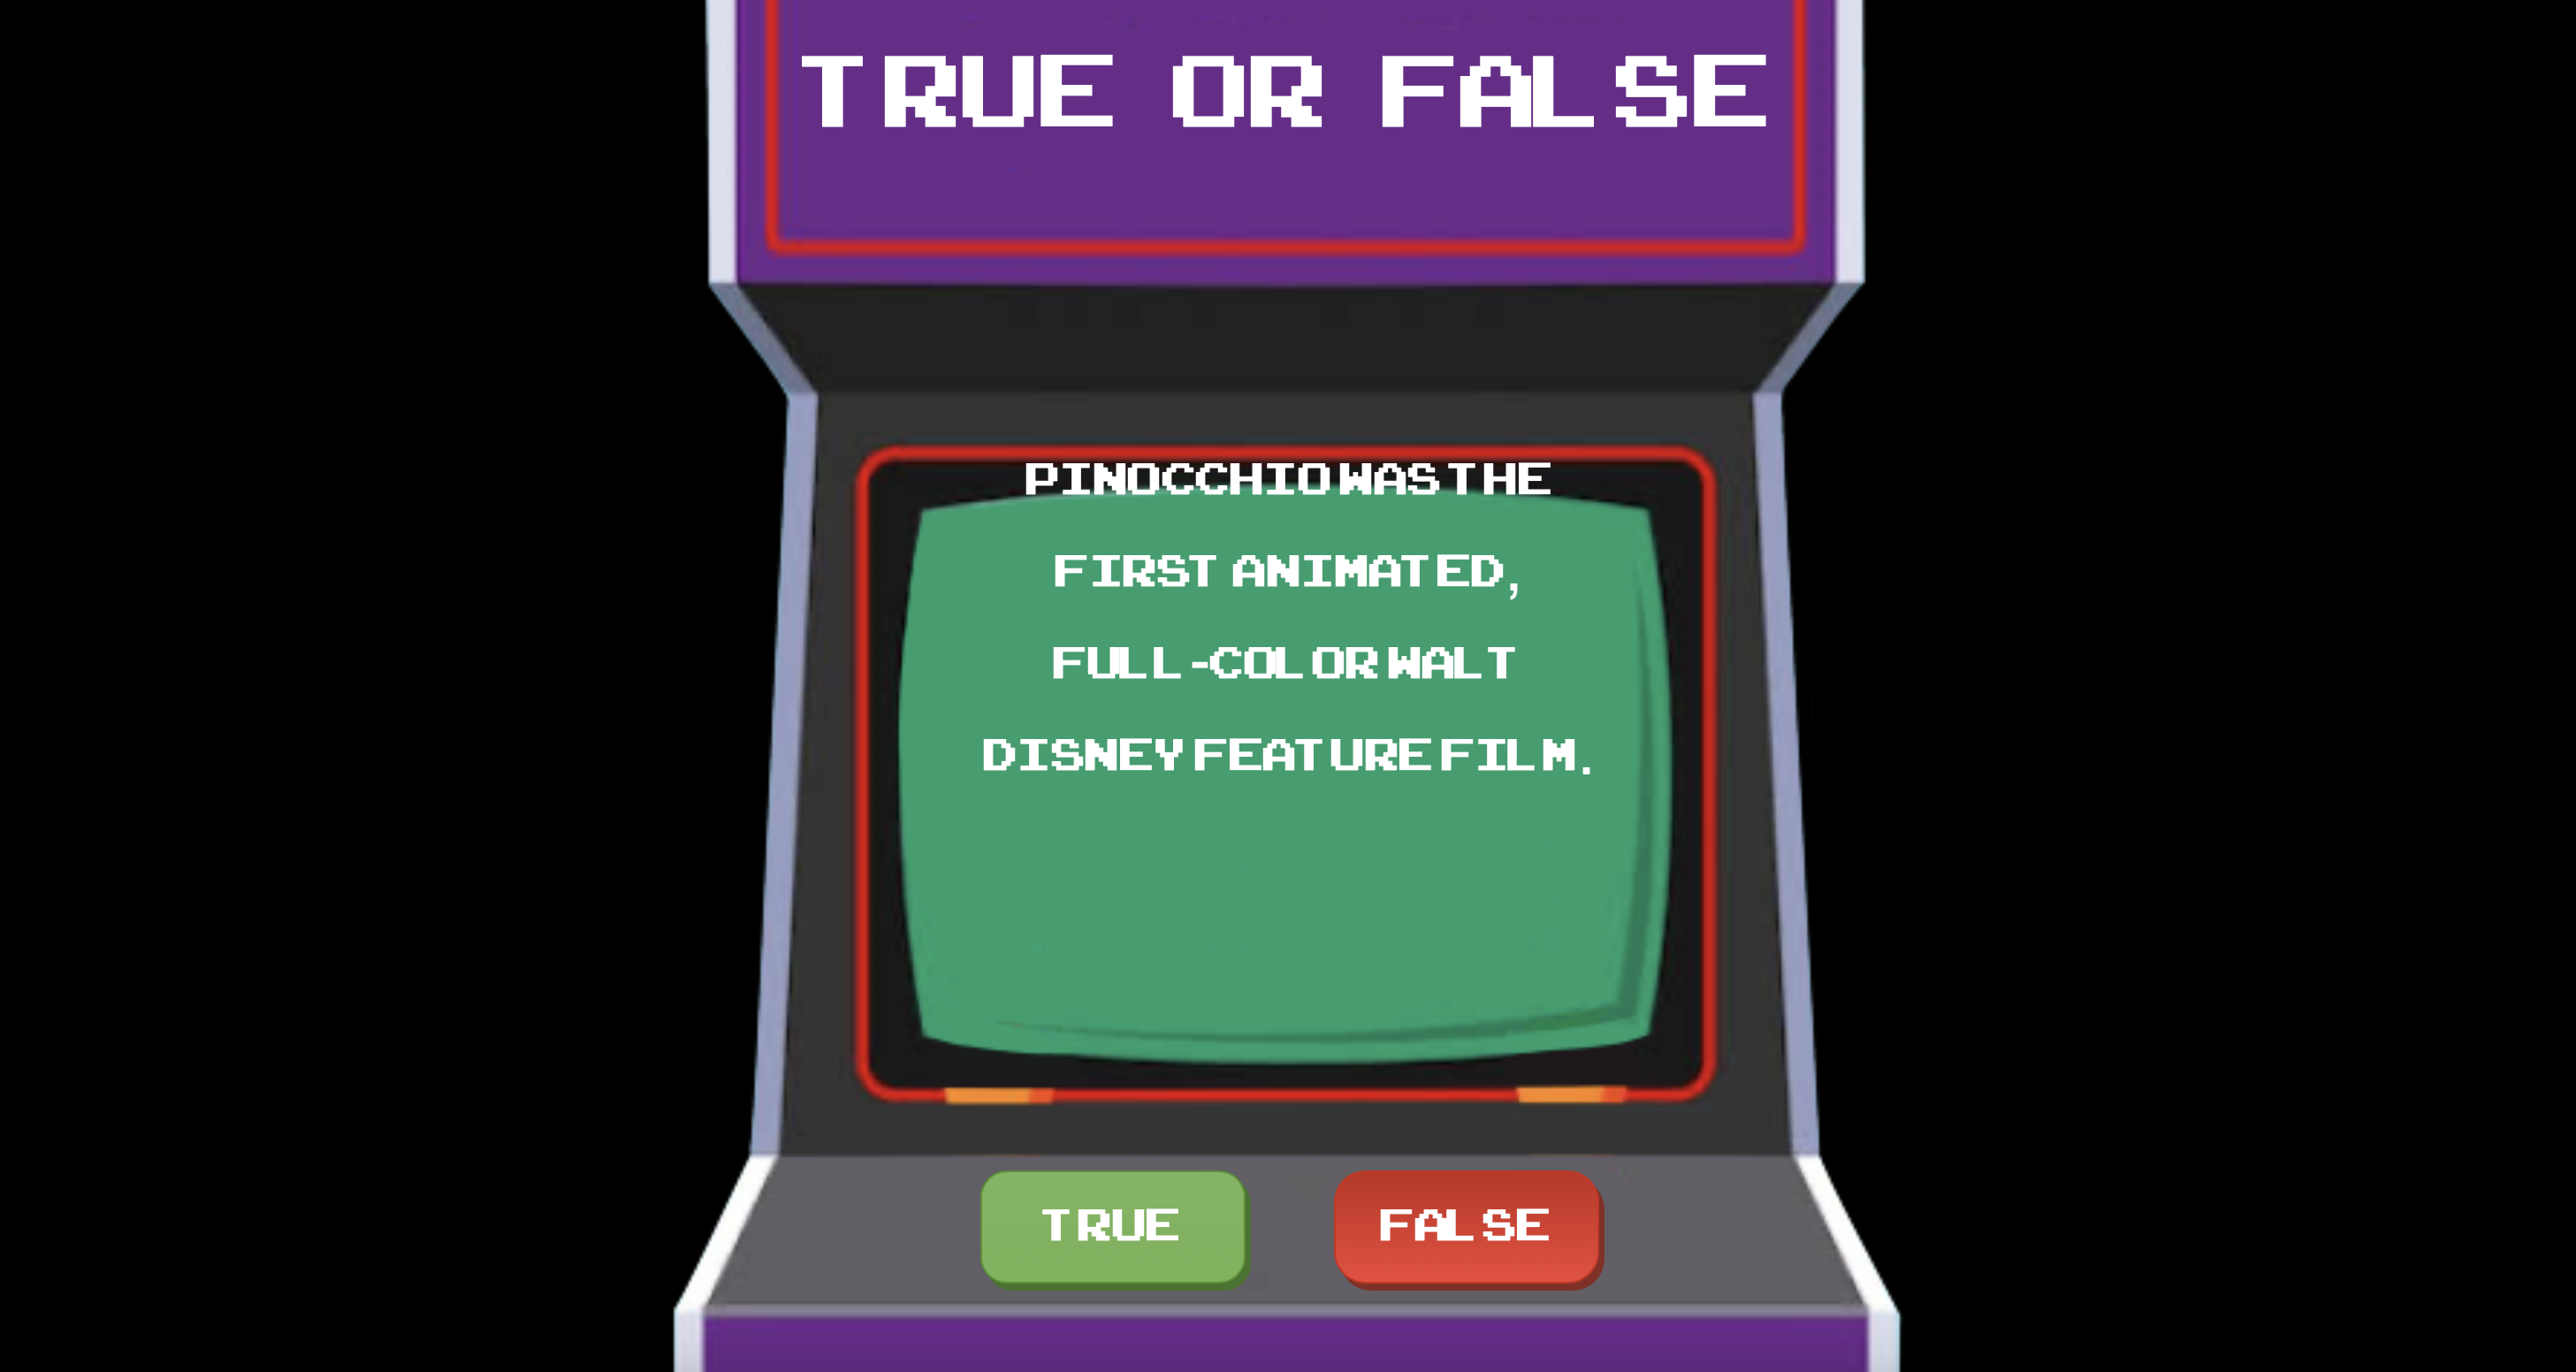 TRUE OR FALSE
PINOCCHIO WAS THE
FIRST ANIMATED,
FULL-COLOR WALT
DISNEY FEATURE FILM.
TRUE
FALSE